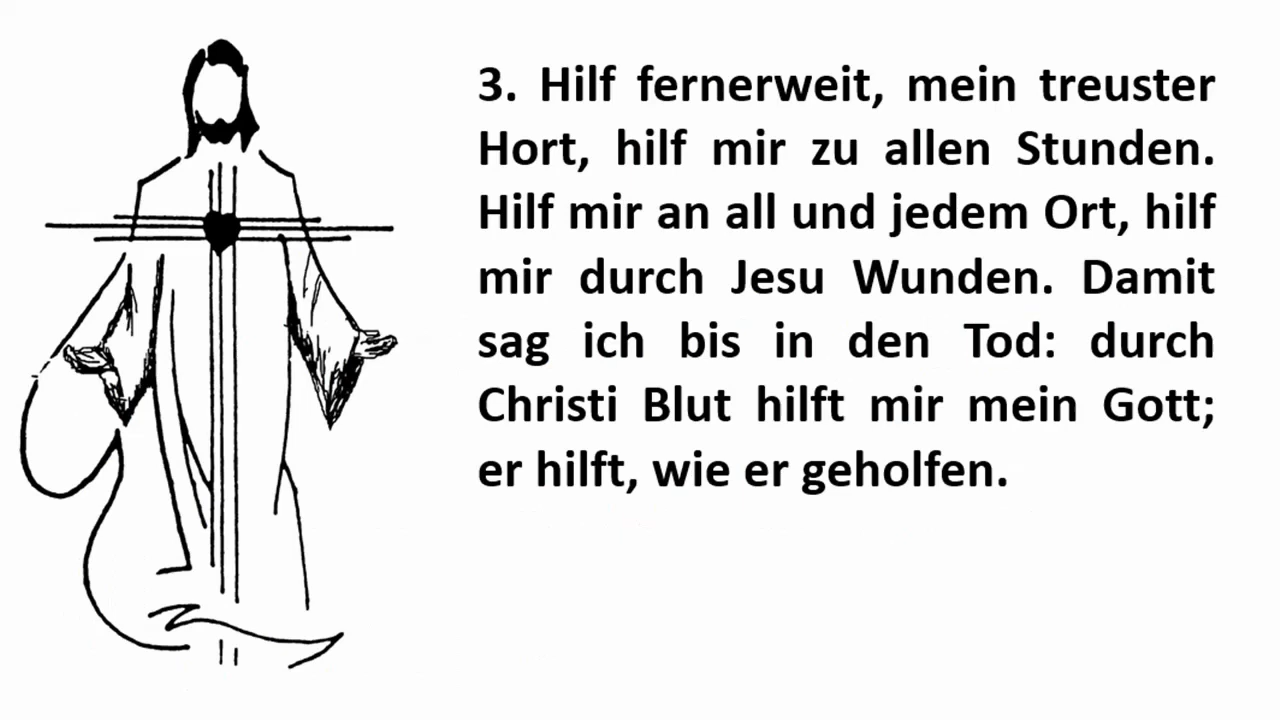 3. Hilf fernerweit, mein treuster
Hort, hilf mir zu allen Stunden.
Hilf mir an all und jedem Ort, hilf
mir durch Jesu Wunden. Damit
sag ich bis in den Tod: durch
Christi Blut hilft mir mein Gott;
er hilft, wie er geholfen.